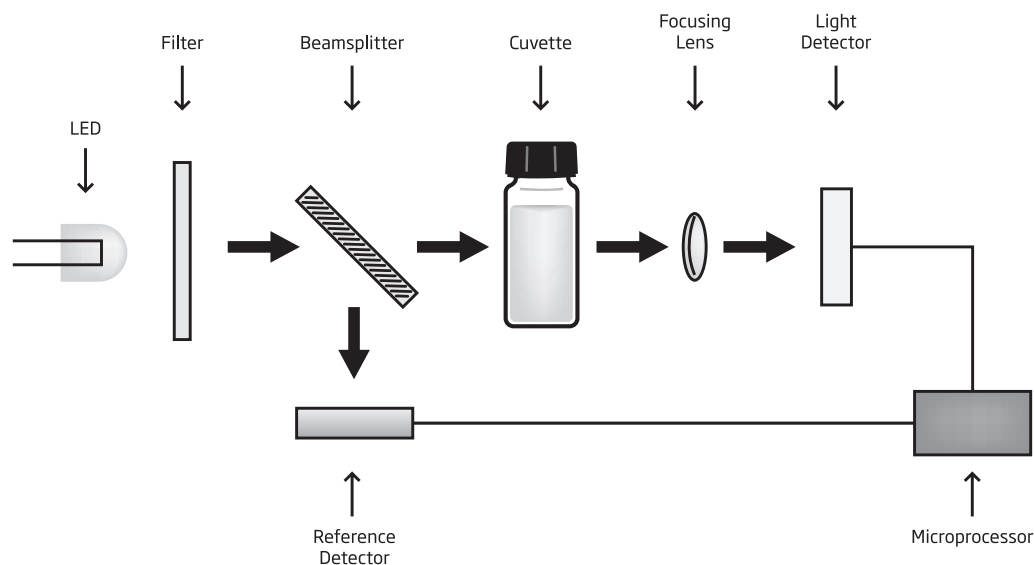 Filter
Beamsplitter
Cuvette
Focusing
Lens
Light
Detector
LED
Reference
Detector
Microprocessor